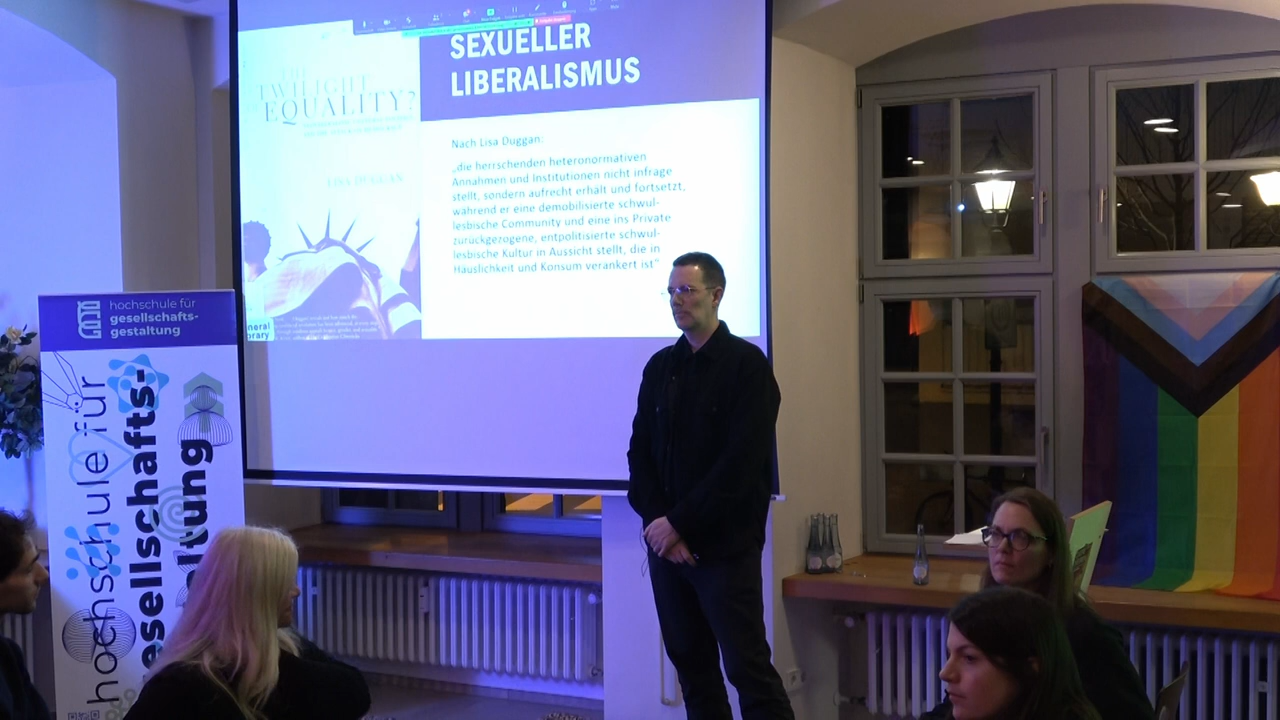 SEXUELLER
LIBERALISMUS
THE
TWILIGHT
EQUALITY?
LISA DUGGAN
Nach Lisa Duggan:
„die herrschenden heteronormativen
Annahmen und Institutionen nicht infrage
stellt, sondern aufrecht erhält und fortsetzt,
während er eine demobilisierte schwul-
lesbische Community und eine ins Private
zurückgezogene, entpolitisierte schwul-
lesbische Kultur in Aussicht stellt, die in
Häuslichkeit und Konsum verankert ist“
neral
brary
hochschule für
gesellschafts-
gestaltung
hochschule für
gesellschafts-
altung